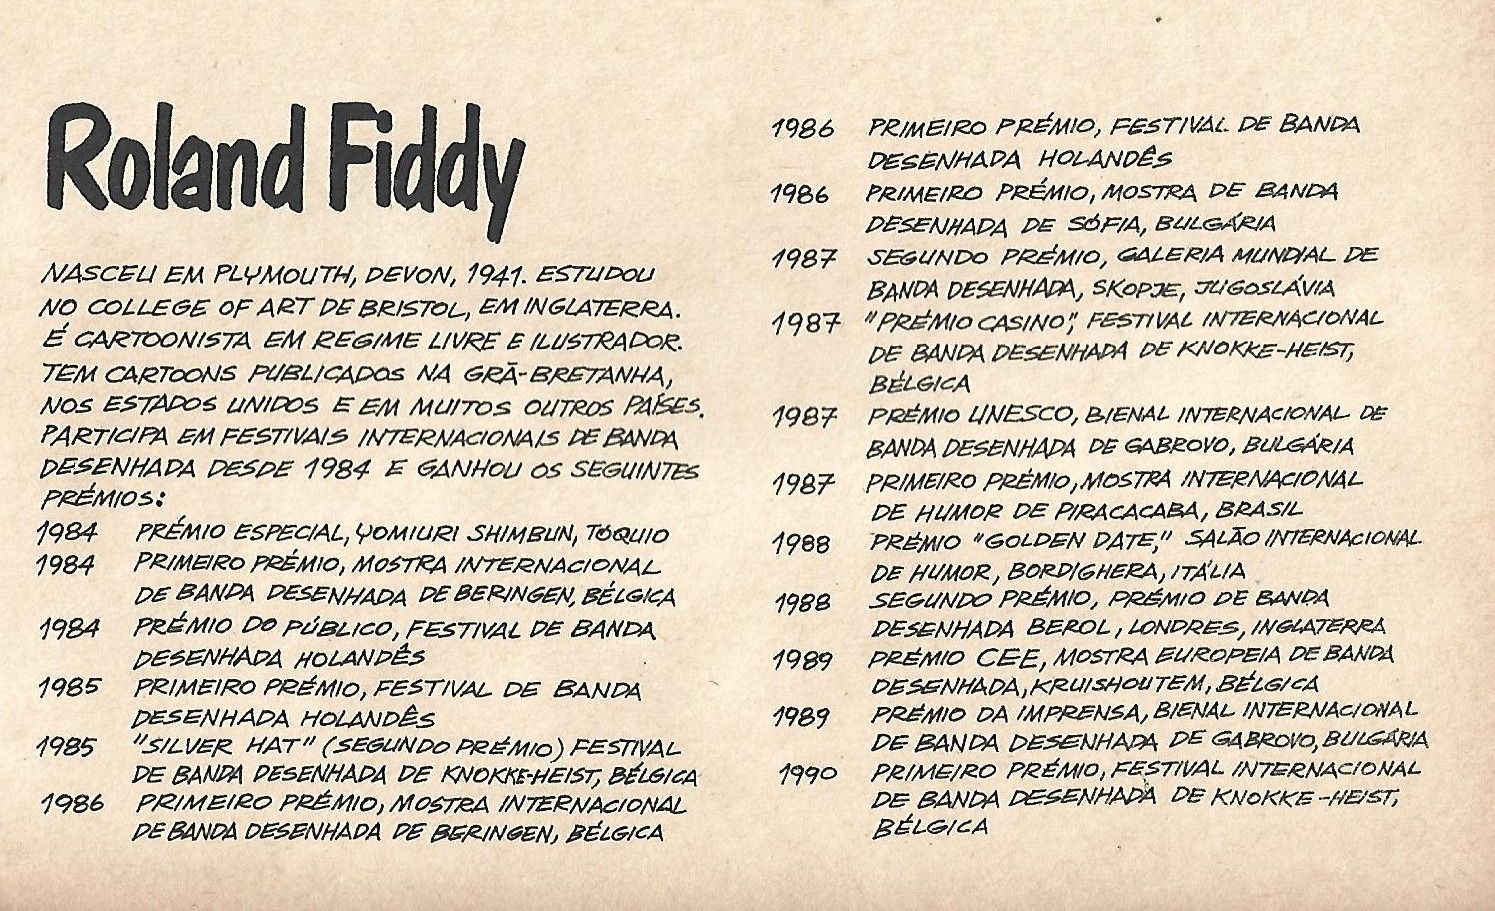 Roland Fiddy
NASCEU EM PLYMOUTH, DEVON, 1941. ESTUDOU
NO COLLEGE OF ART DE BRISTOL, EM INGLATERRA.
É CARTOONISTA EM REGIME LIVRE E ILUSTRADOR.
TEM CARTOONS PUBLICADOS NA GRÃ-BRETANHA,
NOS ESTADOS UNIDOS E EM MUITOS OUTROS PAÍSES.
PARTICIPA EM FESTIVAIS INTERNACIONAIS DE BANDA
DESENHADA DESDE 1984 E GANHOU OS SEGUINTES
PRÉMIOS:
1984 PRÉMIO ESPECIAL, YOMIURI SHIMBUN, TÓQUIO
1984 PRIMEIRO PRÉMIO, MOSTRA INTERNACIONAL
DE BANDA DESENHADA DE BERINGEN, BÉLGICA
1984 PRÉMIO DO PÚBLICO, FESTIVAL DE BANDA
DESENHADA HOLANDÊS
1985 PRIMEIRO PRÉMIO, FESTIVAL DE BANDA
DESENHADA HOLANDÊS
1985 "SILVER HAT" (SEGUNDO PRÉMIO) FESTIVAL
DE BANDA DESENHADA DE KNOKKE-HEIST, BÉLGICA
1986 PRIMEIRO PRÉMIO, MOSTRA INTERNACIONAL
DE BANDA DESENHADA DE BERINGEN, BÉLGICA
1986 PRIMEIRO PRÉMIO, FESTIVAL DE BANDA
DESENHADA HOLANDÊS
1986 PRIMEIRO PRÉMIO, MOSTRA DE BANDA
DESENHADA DE SÓFIA, BULGÁRIA
1987 SEGUNDO PRÉMIO, GALERIA MUNDIAL DE
BANDA DESENHADA, SKOPJE, JUGOSLÁVIA
1987 "PRÉMIO CASINO", FESTIVAL INTERNACIONAL
DE BANDA DESENHADA DE KNOKKE-HEIST,
BÉLGICA
1987 PRÉMIO UNESCO, BIENAL INTERNACIONAL DE
BANDA DESENHADA DE GABROVO, BULGÁRIA
1987 PRIMEIRO PRÉMIO, MOSTRA INTERNACIONAL
DE HUMOR DE PIRACACABA, BRASIL
1988 PRÉMIO "GOLDEN DATE," SALÃO INTERNACIONAL
DE HUMOR, BORDIGHERA, ITÁLIA
1988 SEGUNDO PRÉMIO, PRÉMIO DE BANDA
DESENHADA BEROL, LONDRES, INGLATERRA
1989 PRÉMIO CEE, MOSTRA EUROPEIA DE BANDA
DESENHADA, KRUISHOUTEM, BÉLGICA
1989 PRÉMIO DA IMPRENSA, BIENAL INTERNACIONAL
DE BANDA DESENHADA DE GABROVO, BULGÁRIA
1990 PRIMEIRO PRÉMIO, FESTIVAL INTERNACIONAL
DE BANDA DESENHADA DE KNOKKE-HEIST,
BÉLGICA